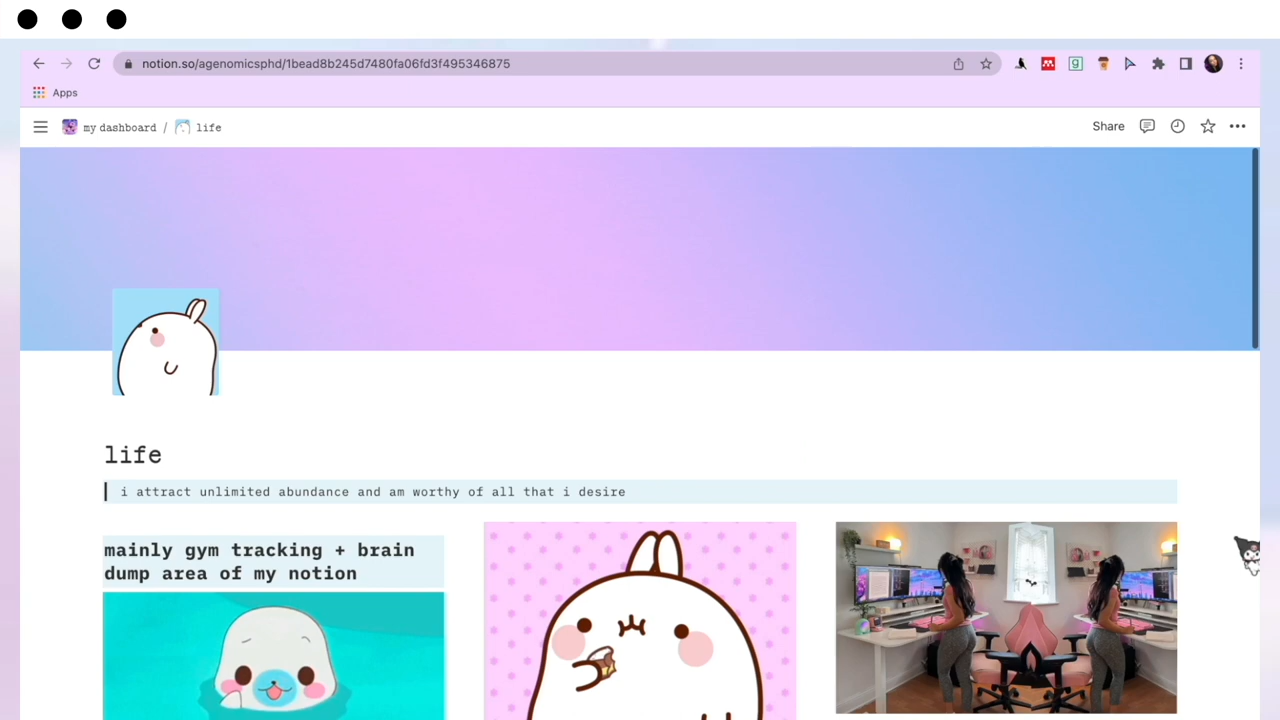 notion.so/agenomicsphd/1bead8b245d7480fa06fd3f495346875
Apps
my dashboard / life
Share
life
i attract unlimited abundance and am worthy of all that i desire
mainly gym tracking + brain
dump area of my notion